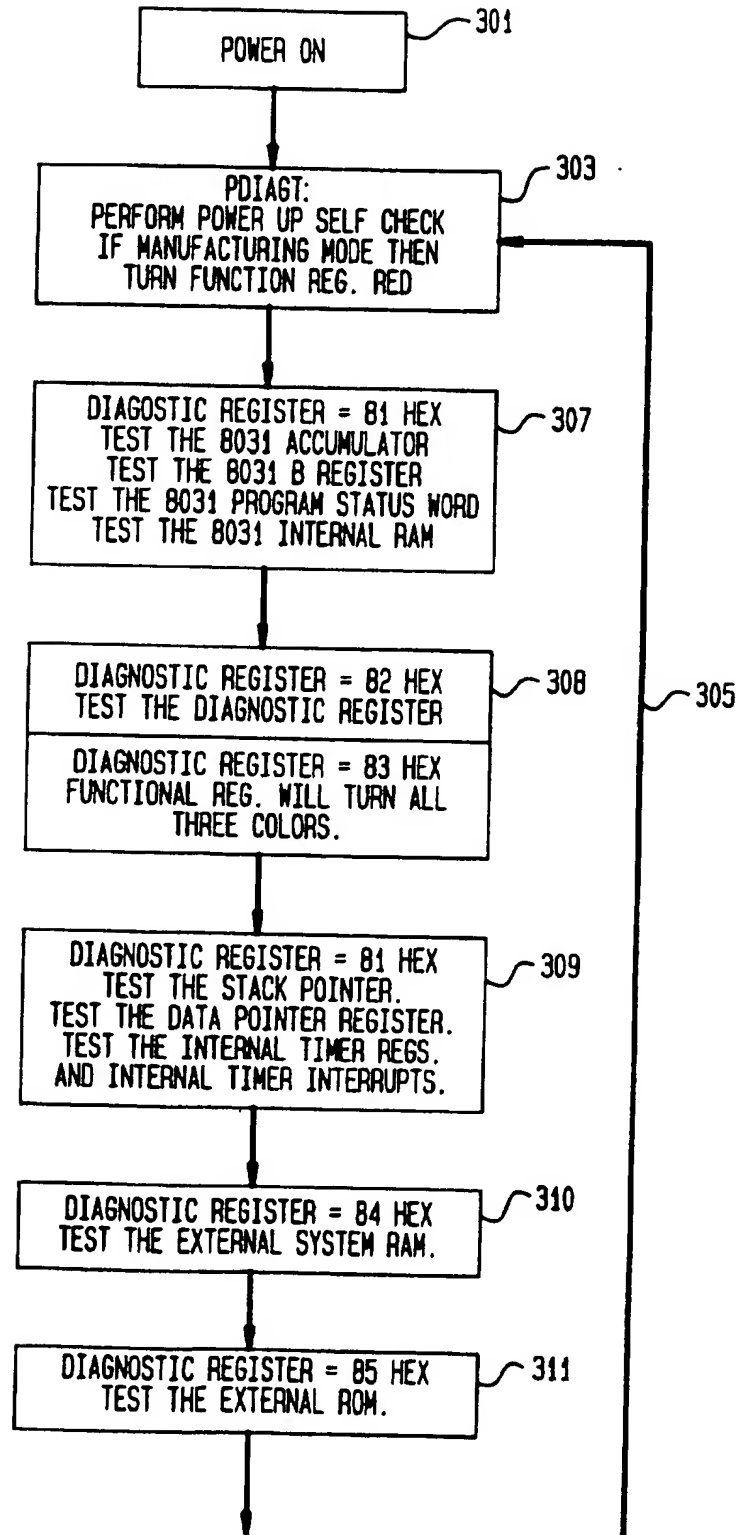 301
POWER ON
303
PDIAGT:
PERFORM POWER UP SELF CHECK
IF MANUFACTURING MODE THEN
TURN FUNCTION REG. RED
DIAGOSTIC REGISTER = 81 HEX
307
TEST THE 8031 ACCUMULATOR
TEST THE 8031 B REGISTER
TEST THE 8031 PROGRAM STATUS WORD
TEST THE 8031 INTERNAL RAM
DIAGNOSTIC REGISTER = 82 HEX
308
TEST THE DIAGNOSTIC REGISTER
305
DIAGNOSTIC REGISTER = 83 HEX
FUNCTIONAL REG. WILL TURN ALL
THREE COLORS.
DIAGNOSTIC REGISTER = 81 HEX
309
TEST THE STACK POINTER.
TEST THE DATA POINTER REGISTER.
TEST THE INTERNAL TIMER REGS.
AND INTERNAL TIMER INTERRUPTS.
DIAGNOSTIC REGISTER = 84 HEX
310
TEST THE EXTERNAL SYSTEM RAM.
DIAGNOSTIC REGISTER = 85 HEX
311
TEST THE EXTERNAL ROM.